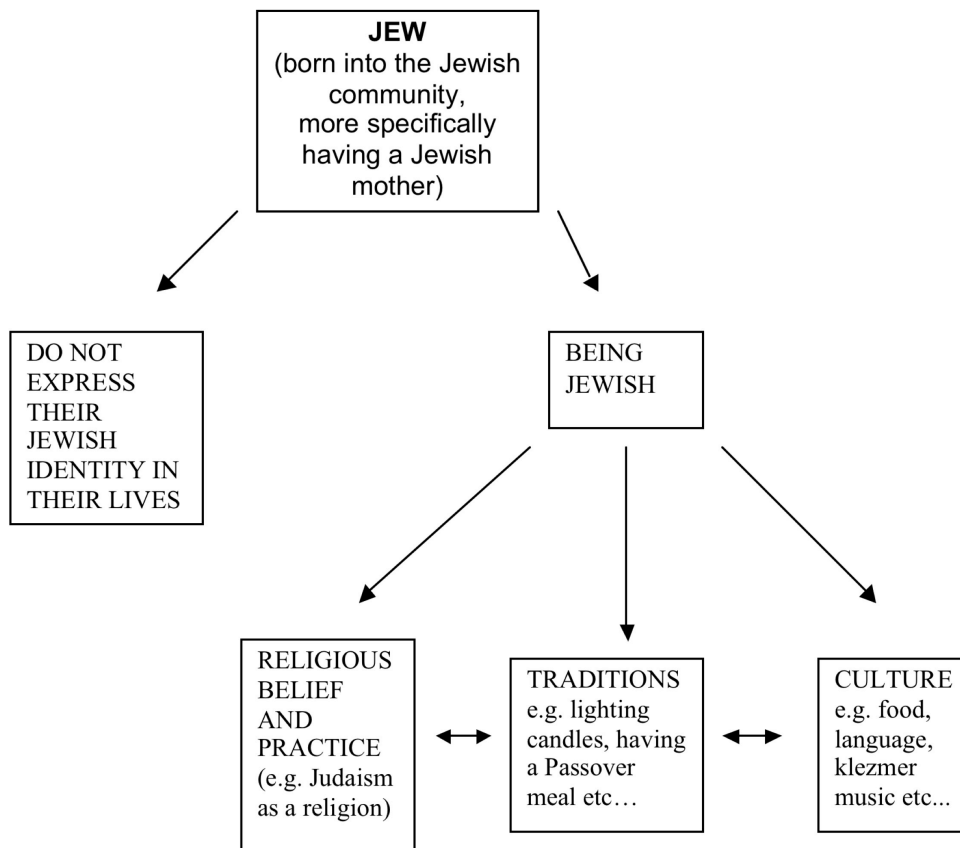 JEW
(born into the Jewish
community,
more specifically
having a Jewish
mother)
DO NOT
EXPRESS
THEIR
JEWISH
IDENTITY IN
THEIR LIVES
BEING
JEWISH
RELIGIOUS
BELIEF
AND
PRACTICE
(e.g. Judaism
as a religion)
TRADITIONS
e.g. lighting
candles, having
a Passover
meal etc…
CULTURE
e.g. food,
language,
klezmer
music etc...